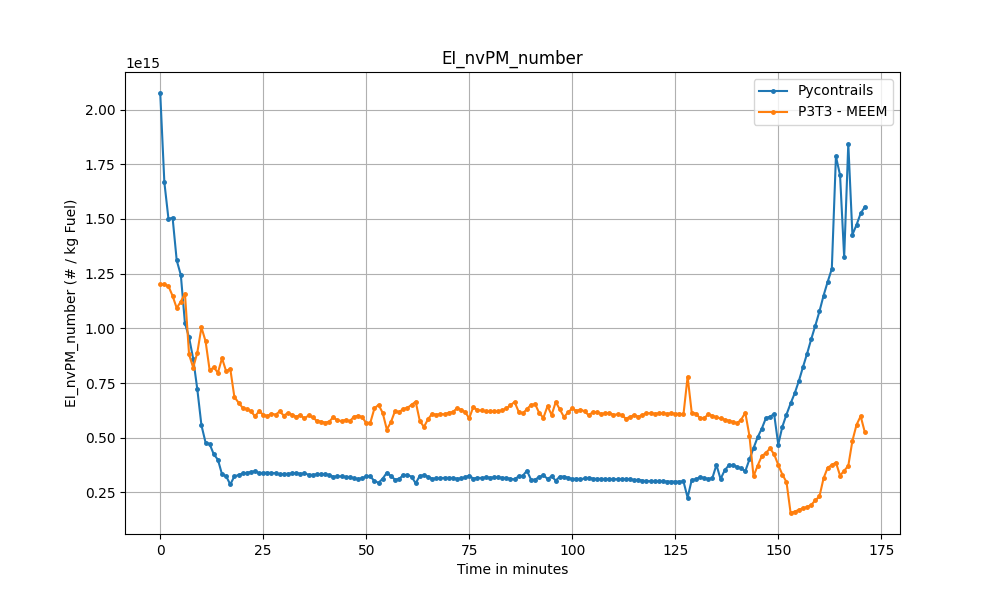 EI_nvPM_number
1e15
Pycontrails
P3T3 - MEEM
2.00
1.75
1.50
1.25
1.00
0.75
0.50
0.25
EI_nvPM_number (# / kg Fuel)
0 25 50 75 100 125 150 175
Time in minutes